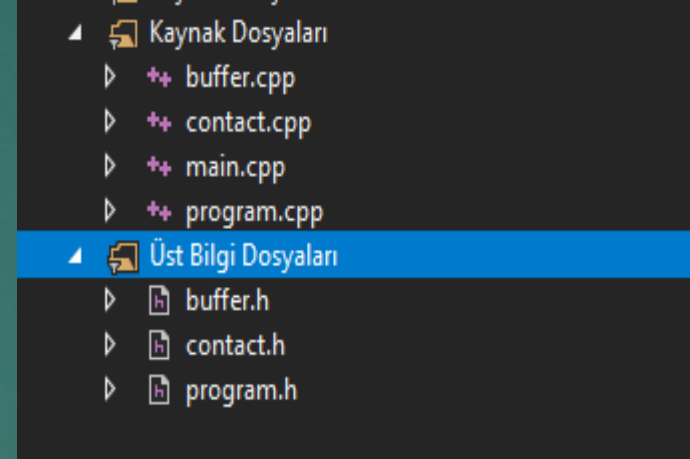 Kaynak Dosyaları
buffer.cpp
contact.cpp
main.cpp
program.cpp
Üst Bilgi Dosyaları
buffer.h
contact.h
program.h